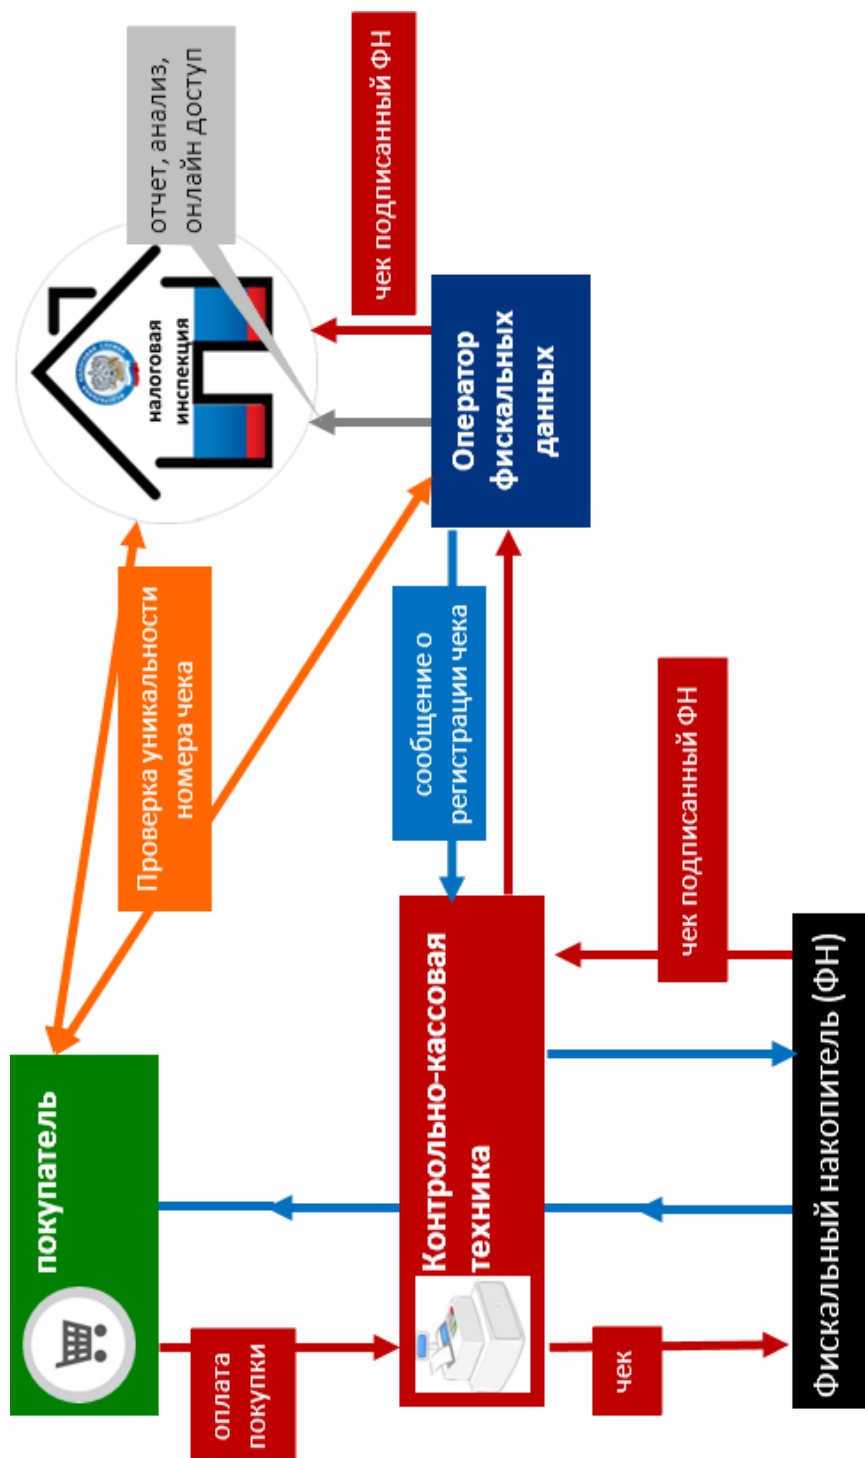 покупатель
Проверка уникальности
номера чека
налоговая
инспекция
отчет, анализ,
онлайн доступ
оплата
покупки
Контрольно-кассовая
техника
сообщение о
регистрации чека
Оператор
фискальных
данных
чек подписанный ФН
чек
чек подписанный ФН
Фискальный накопитель (ФН)